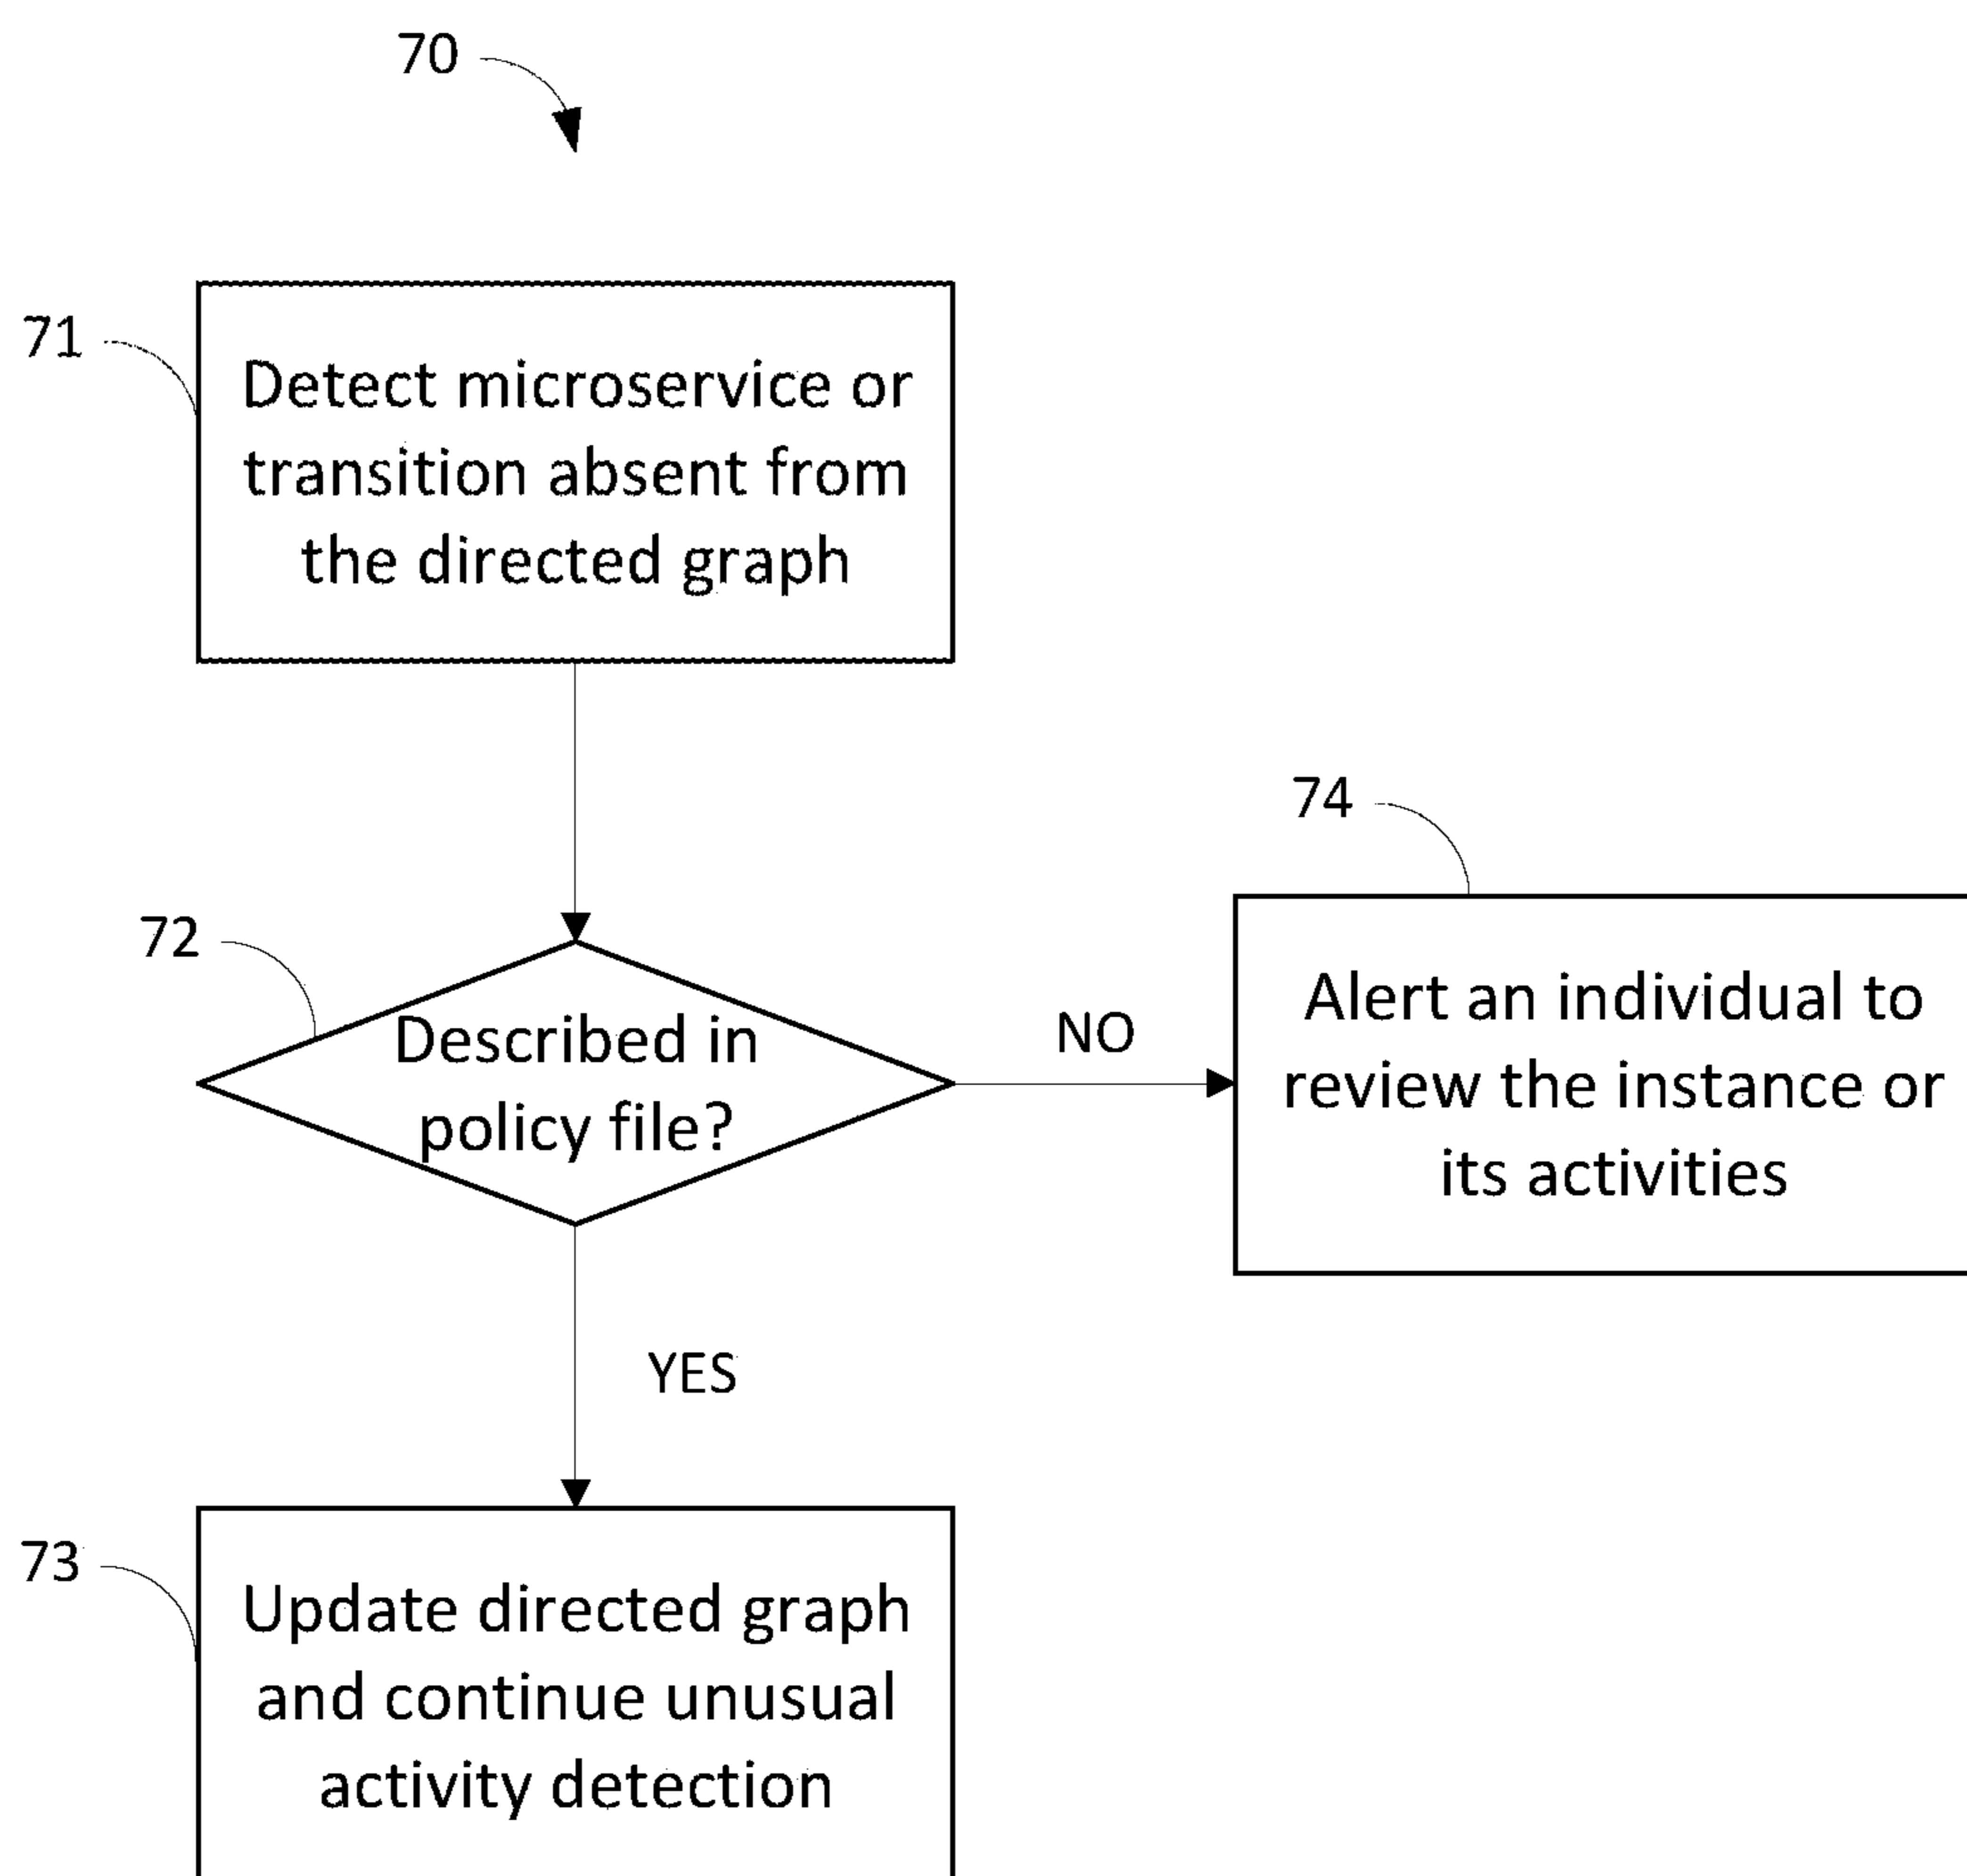 70
71
Detect microservice or
transition absent from
the directed graph
72
Described in
policy file?
NO
74
Alert an individual to
review the instance or
its activities
YES
73
Update directed graph
and continue unusual
activity detection